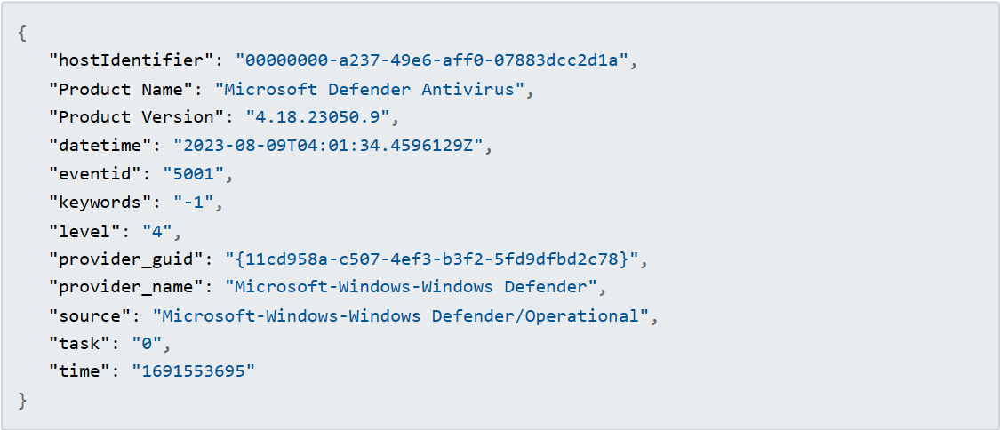 {
"hostIdentifier": "00000000-a237-49e6-aff0-07883dcc2d1a",
"Product Name": "Microsoft Defender Antivirus",
"Product Version": "4.18.23050.9",
"datetime": "2023-08-09T04:01:34.4596129Z",
"eventid": "5001",
"keywords": "-1",
"level": "4",
"provider_guid": "{11cd958a-c507-4ef3-b3f2-5fd9dfbd2c78}",
"provider_name": "Microsoft-Windows-Windows Defender",
"source": "Microsoft-Windows-Windows Defender/Operational",
"task": "0",
"time": "1691553695"
}